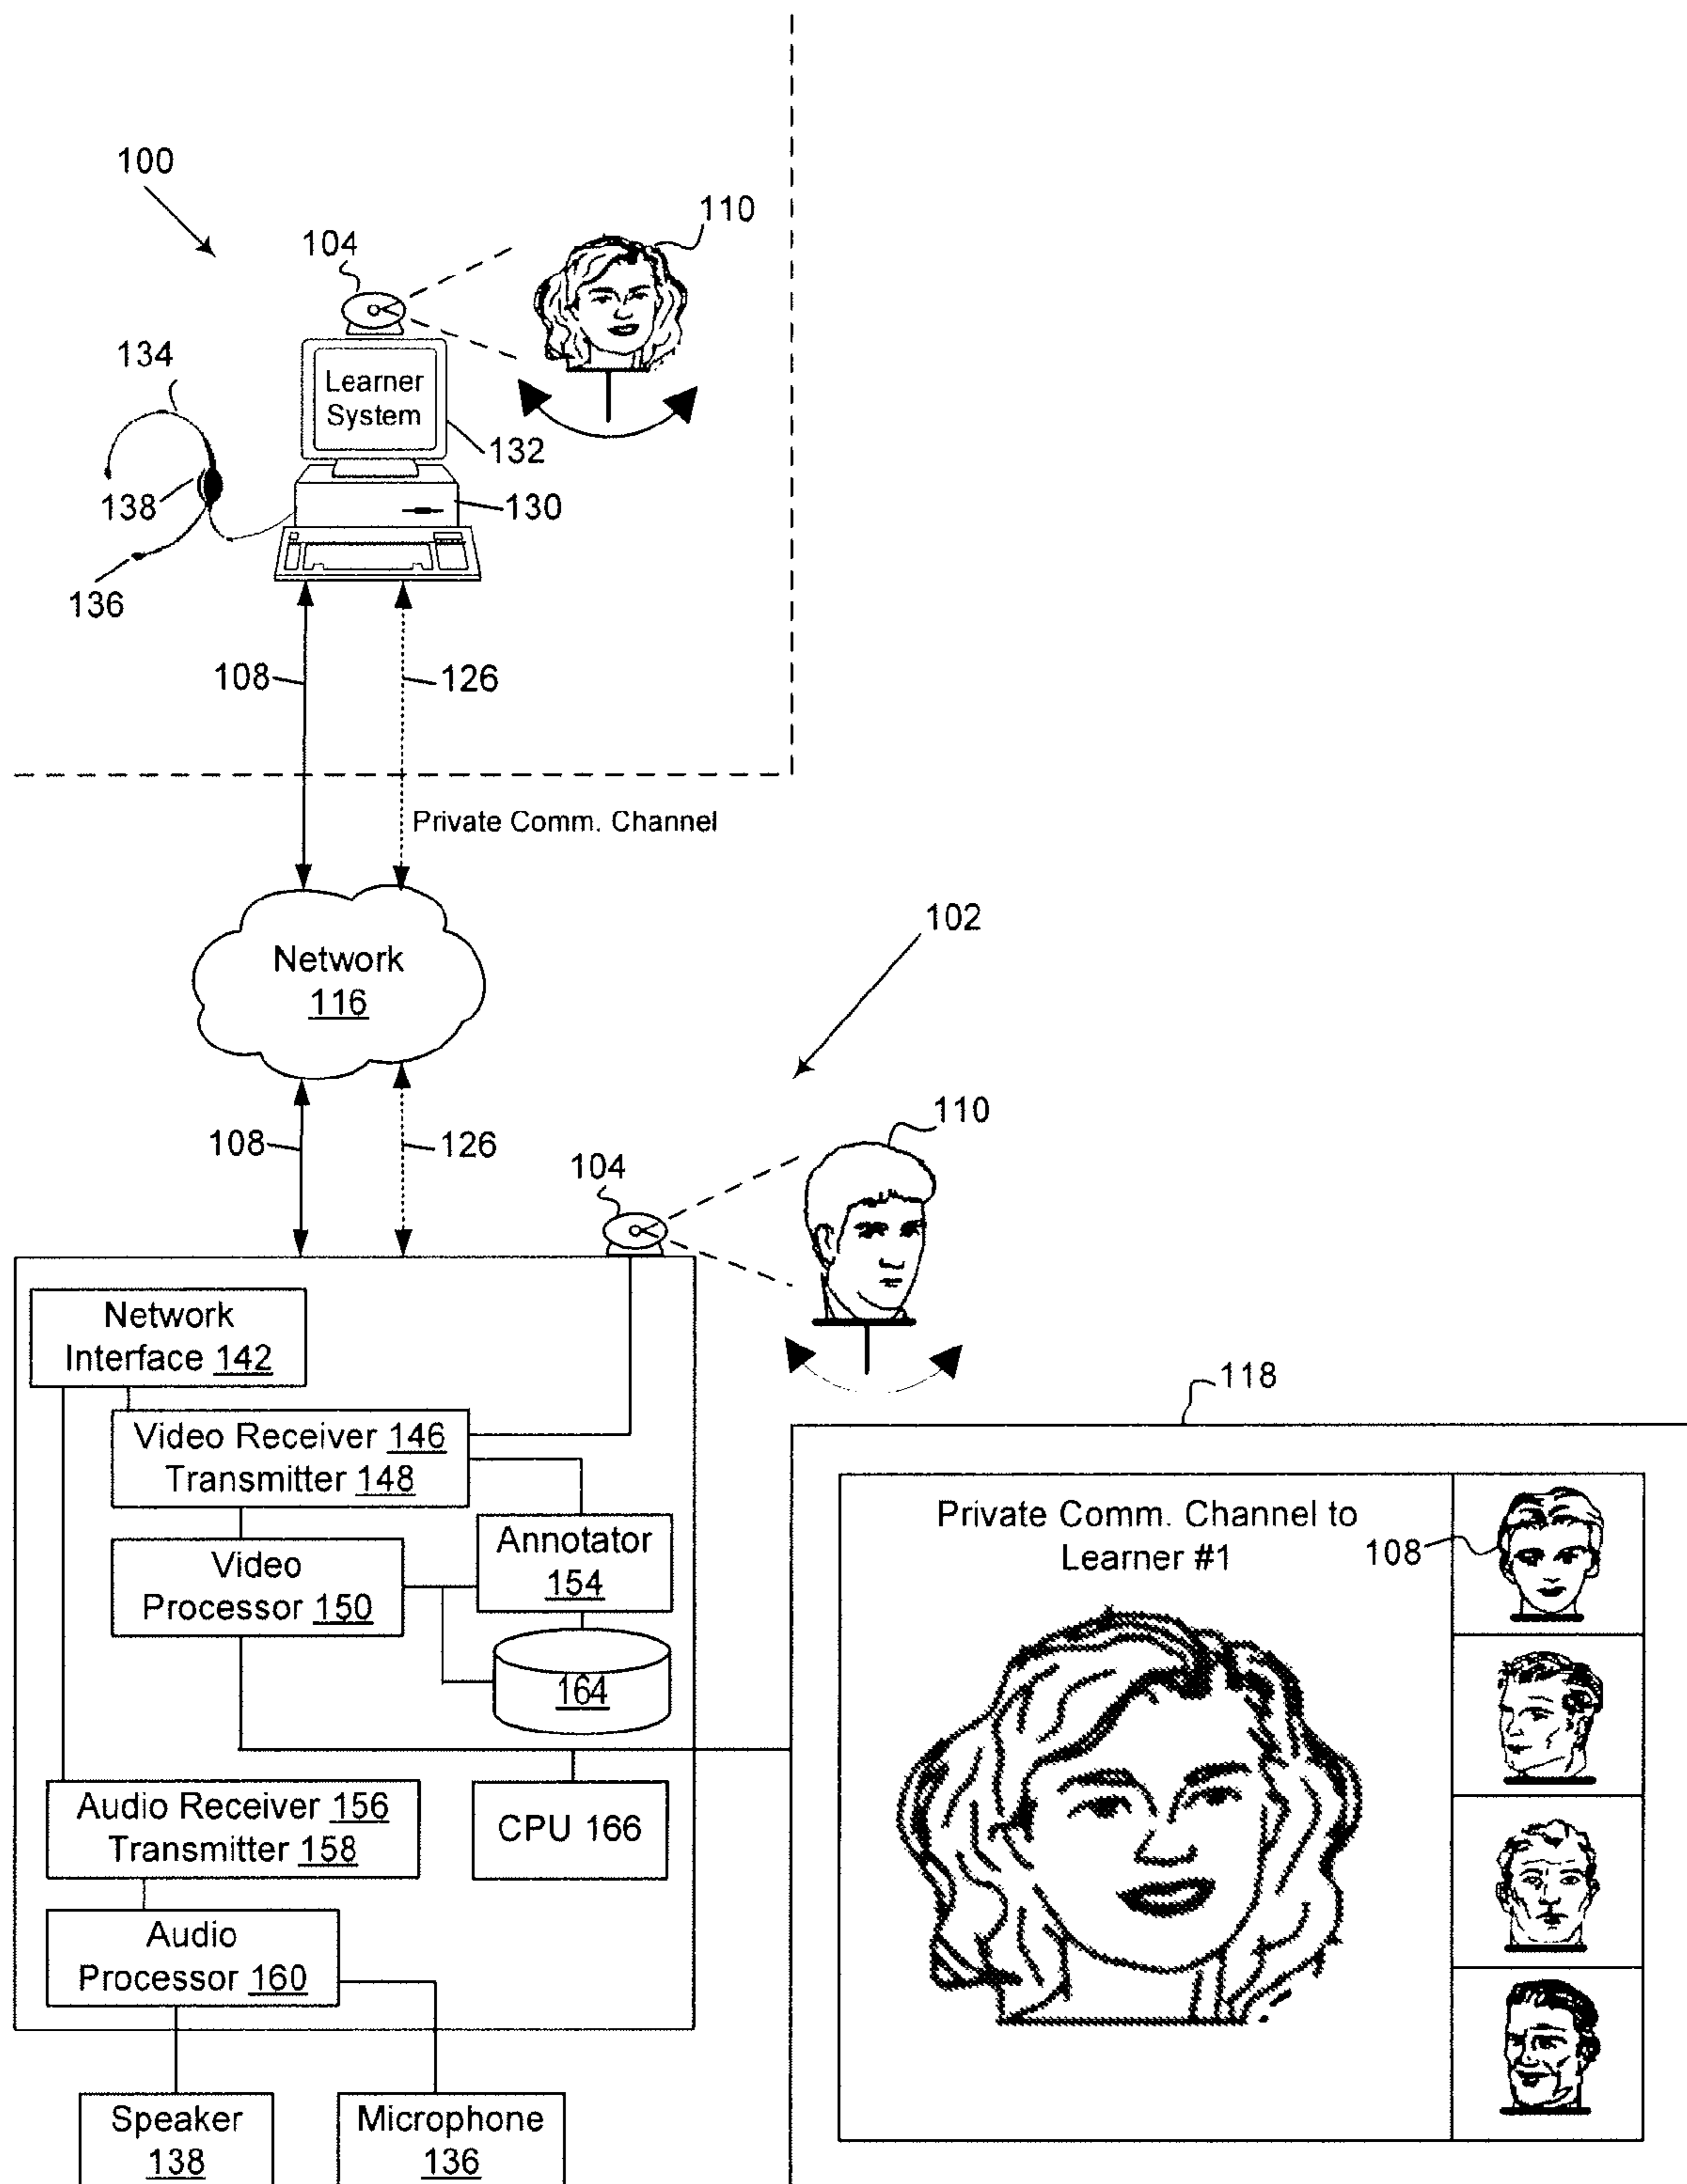 100
110
104
134
Learner
System
132
138
130
136
108
126
Private Comm. Channel
102
Network
116
110
108
126
104
Network
Interface 142
118
Video Receiver 146
Transmitter 148
Private Comm. Channel to
Learner #1
108
Annotator
154
Video
Processor 150
164
Audio Receiver 156
Transmitter 158
CPU 166
Audio
Processor 160
Speaker
138
Microphone
136